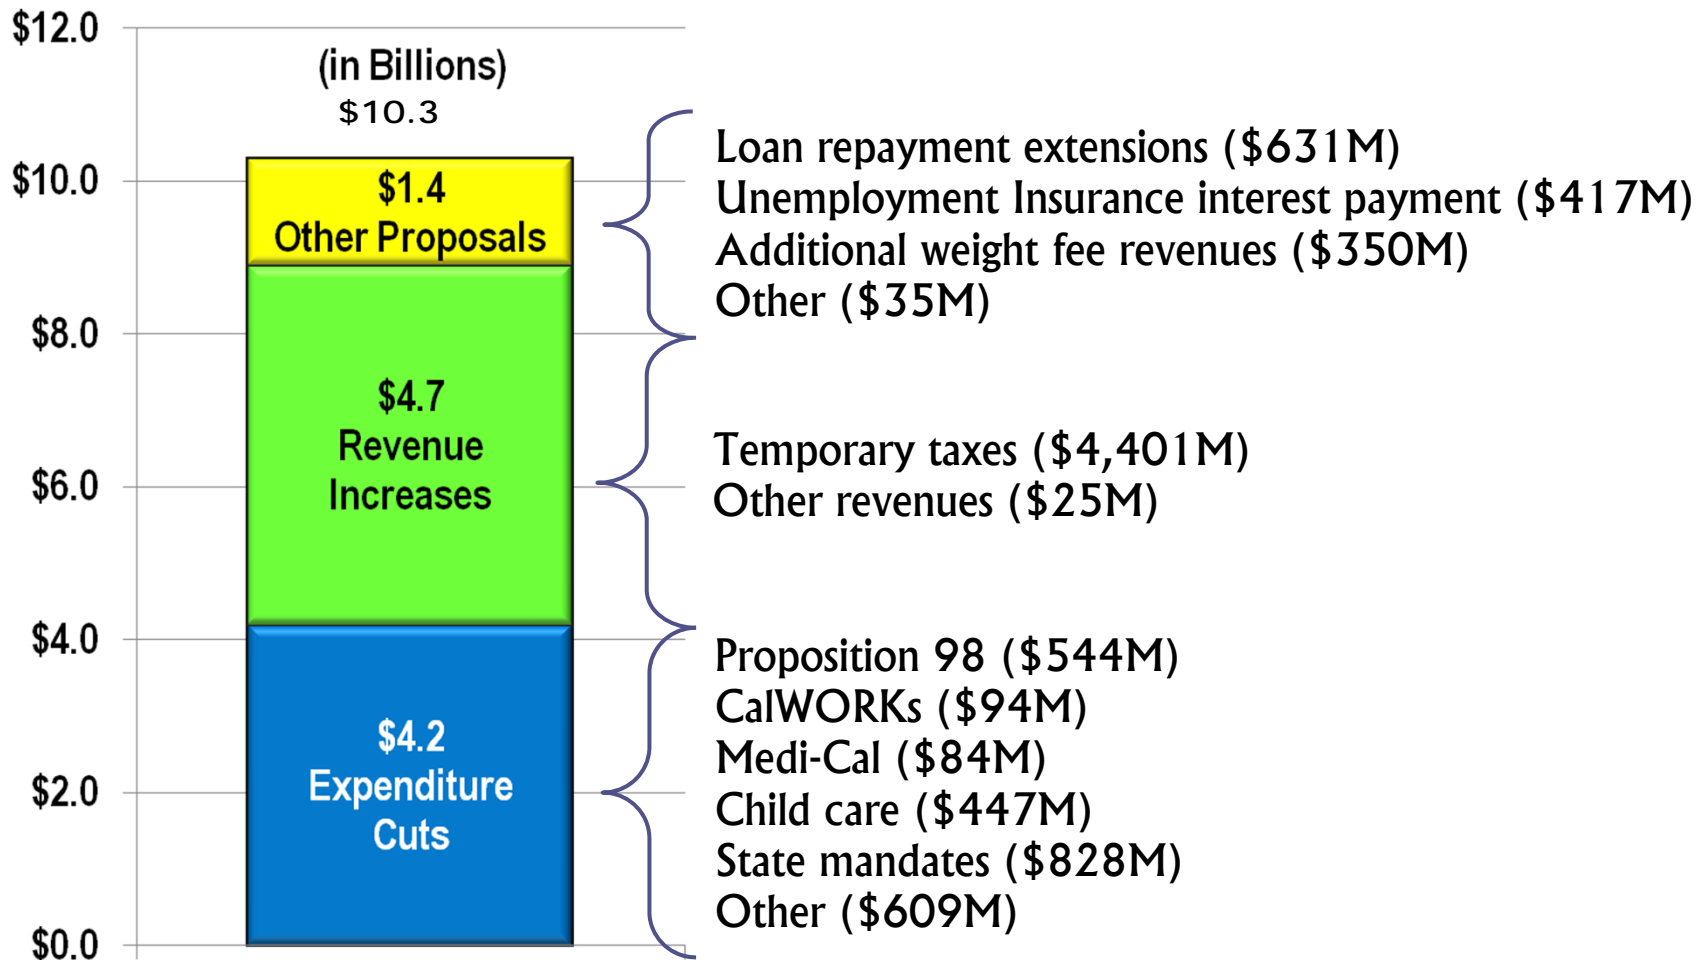 $12.0
(in Billions)
$10.3
$10.0
$1.4
Other Proposals
Loan repayment extensions ($631M)
Unemployment Insurance interest payment ($417M)
Additional weight fee revenues ($350M)
Other ($35M)
$8.0
$4.7
Revenue
Increases
$6.0
Temporary taxes ($4,401M)
Other revenues ($25M)
$4.0
$4.2
Expenditure
Cuts
$2.0
Proposition 98 ($544M)
CalWORKs ($94M)
Medi-Cal ($84M)
Child care ($447M)
State mandates ($828M)
Other ($609M)
$0.0